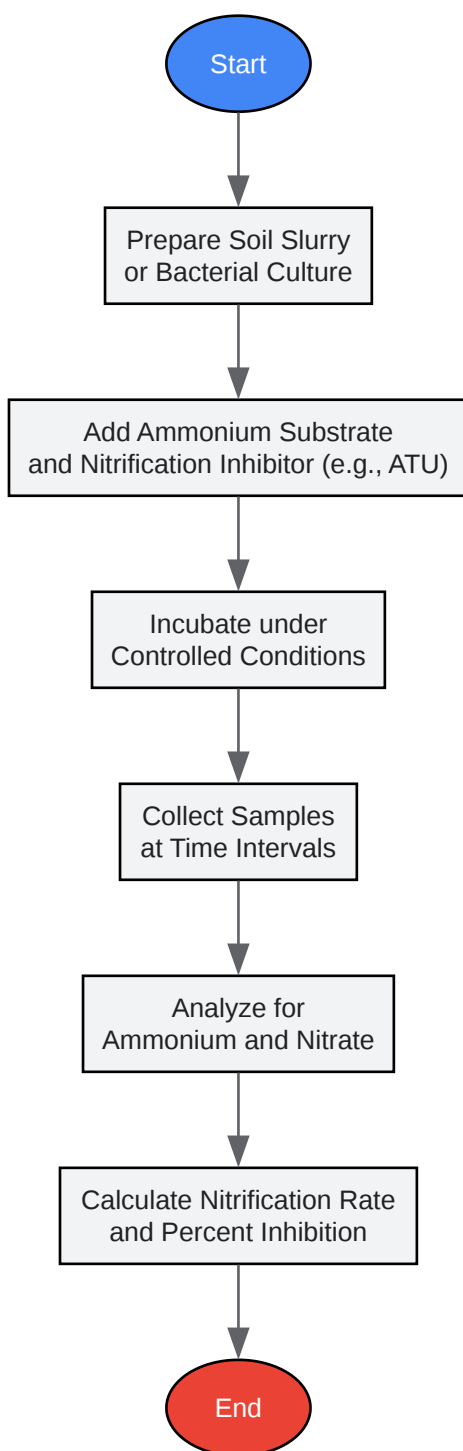 Start
Prepare Soil Slurry
or Bacterial Culture
Add Ammonium Substrate
and Nitrification Inhibitor (e.g., ATU)
Incubate under
Controlled Conditions
Collect Samples
at Time Intervals
Analyze for
Ammonium and Nitrate
Calculate Nitrification Rate
and Percent Inhibition
End